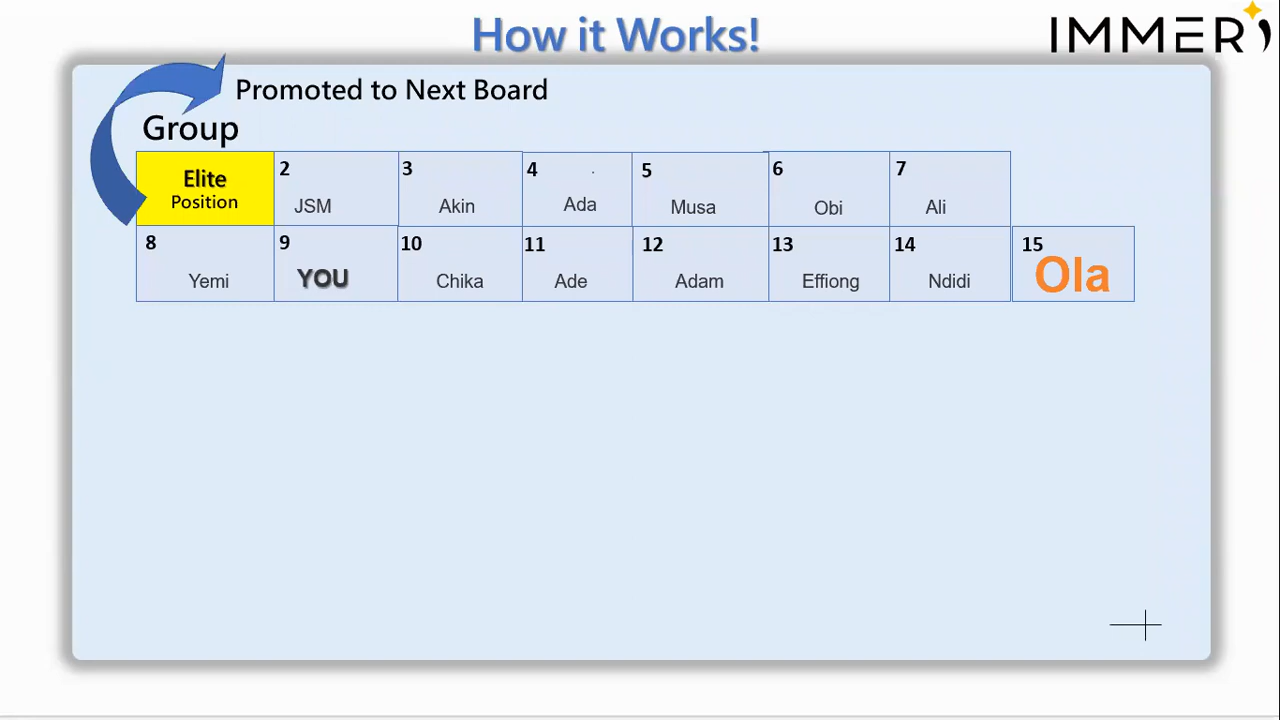 How it Works!
IMMERI
Promoted to Next Board
Group
Elite
Position
2 JSM
3 Akin
4 Ada
5 Musa
6 Obi
7 Ali
8 Yemi
9 YOU
10 Chika
11 Ade
12 Adam
13 Effiong
14 Ndidi
15 Ola